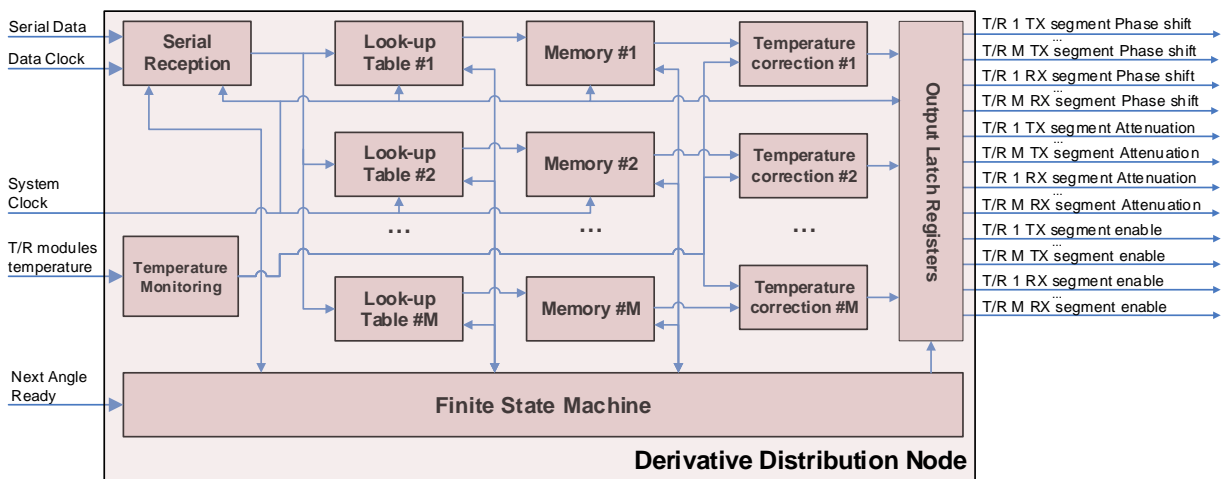 Serial Data
Data Clock
System
Clock
T/R modules
temperature
Next Angle
Ready
Serial
Reception
Look-up
Table #1
Memory #1
Temperature
correction #1
Look-up
Table #2
Memory #2
Temperature
correction #2
...
...
...
Temperature
Monitoring
Look-up
Table #M
Memory #M
Temperature
correction #M
Output Latch Registers
Finite State Machine
Derivative Distribution Node
T/R 1 TX segment Phase shift
...
T/R M TX segment Phase shift
T/R 1 RX segment Phase shift
...
T/R M RX segment Phase shift
T/R 1 TX segment Attenuation
...
T/R M TX segment Attenuation
T/R 1 RX segment Attenuation
...
T/R M RX segment Attenuation
T/R 1 TX segment enable
...
T/R M TX segment enable
T/R 1 RX segment enable
...
T/R M RX segment enable